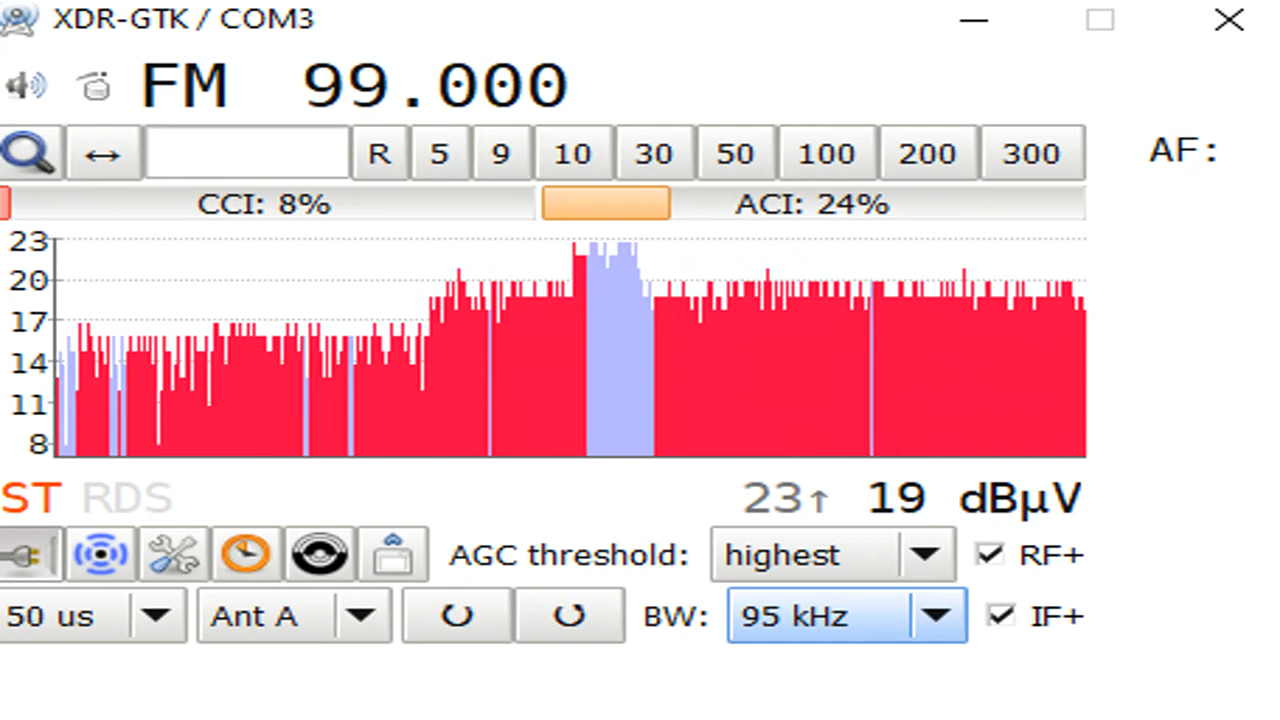 XDR-GTK / COM3
FM 99.000
↔ R 5 9 10 30 50 100 200 300 AF:
CCI: 8% ACI: 24%
23
20
17
14
11
8
ST RDS 23↑ 19 dBµV
AGC threshold: highest RF+
50 us Ant A BW: 95 kHz IF+